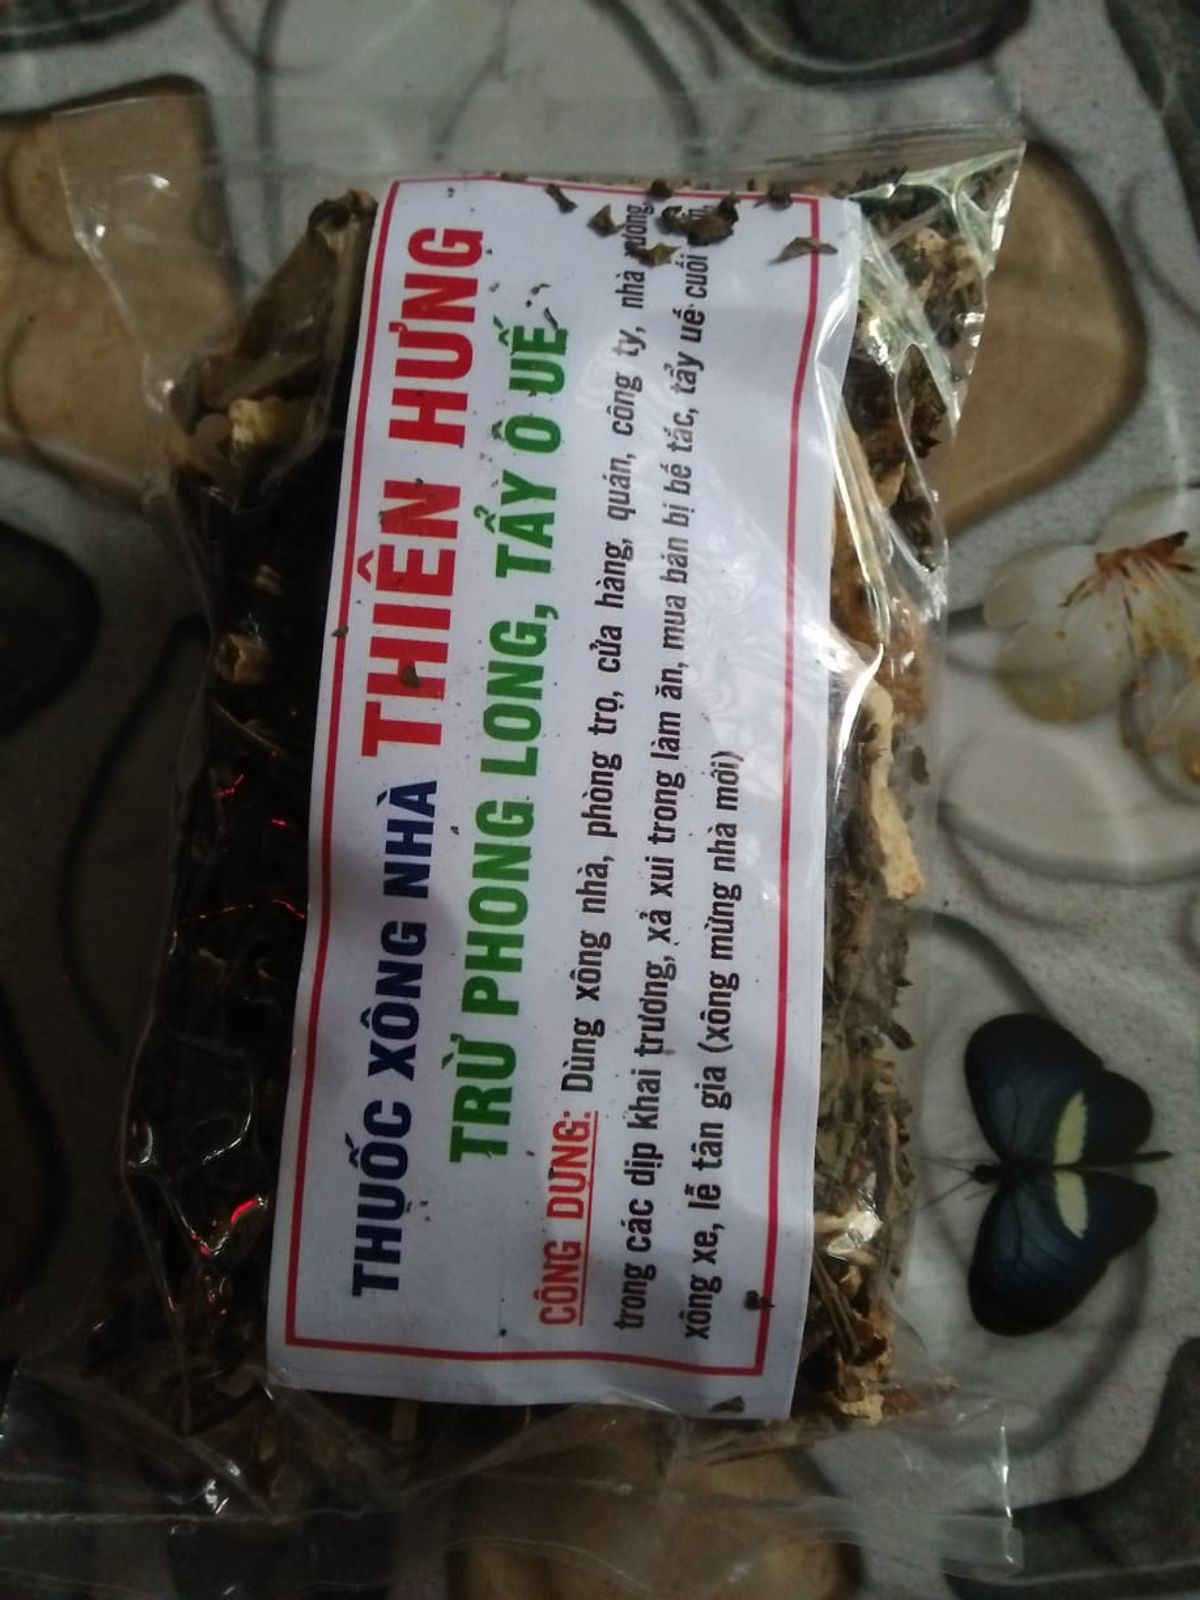 THUỐC XÔNG NHÀ THIÊN HƯNG
TRỪ PHONG LONG, TẨY Ô UẾ
CÔNG DỤNG: Dùng xông nhà, phòng trọ, cửa hàng, quán, công ty, nhà
trong các dịp khai trương, xả xui trong làm ăn, mua bán bị bế tắc, tẩy uế cuối
xông xe, lễ tân gia (xông mừng nhà mới)